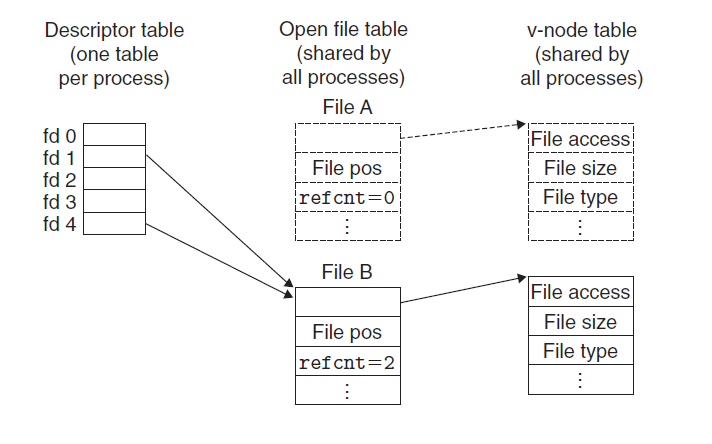 Descriptor table
(one table
per process)
Open file table
(shared by
all processes)
v-node table
(shared by
all processes)
fd 0
fd 1
fd 2
fd 3
fd 4
File A
File pos
refcnt=0
⋮
File access
File size
File type
⋮
File B
File pos
refcnt=2
⋮
File access
File size
File type
⋮